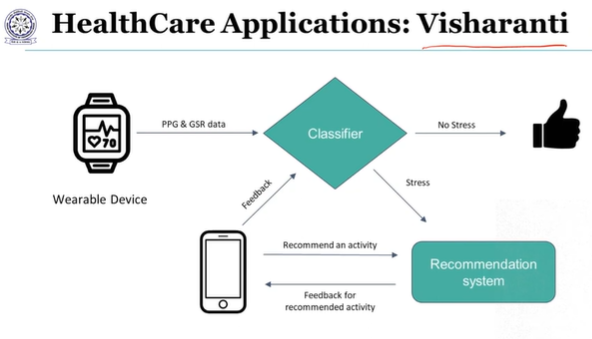 HealthCare Applications: Visharanti
PPG & GSR data
Classifier
No Stress
70
Wearable Device
Feedback
Stress
Recommend an activity
Recommendation
system
Feedback for
recommended activity